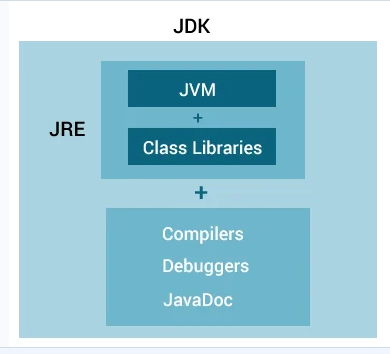 JDK
JVM
+
JRE
Class Libraries
+
Compilers
Debuggers
JavaDoc